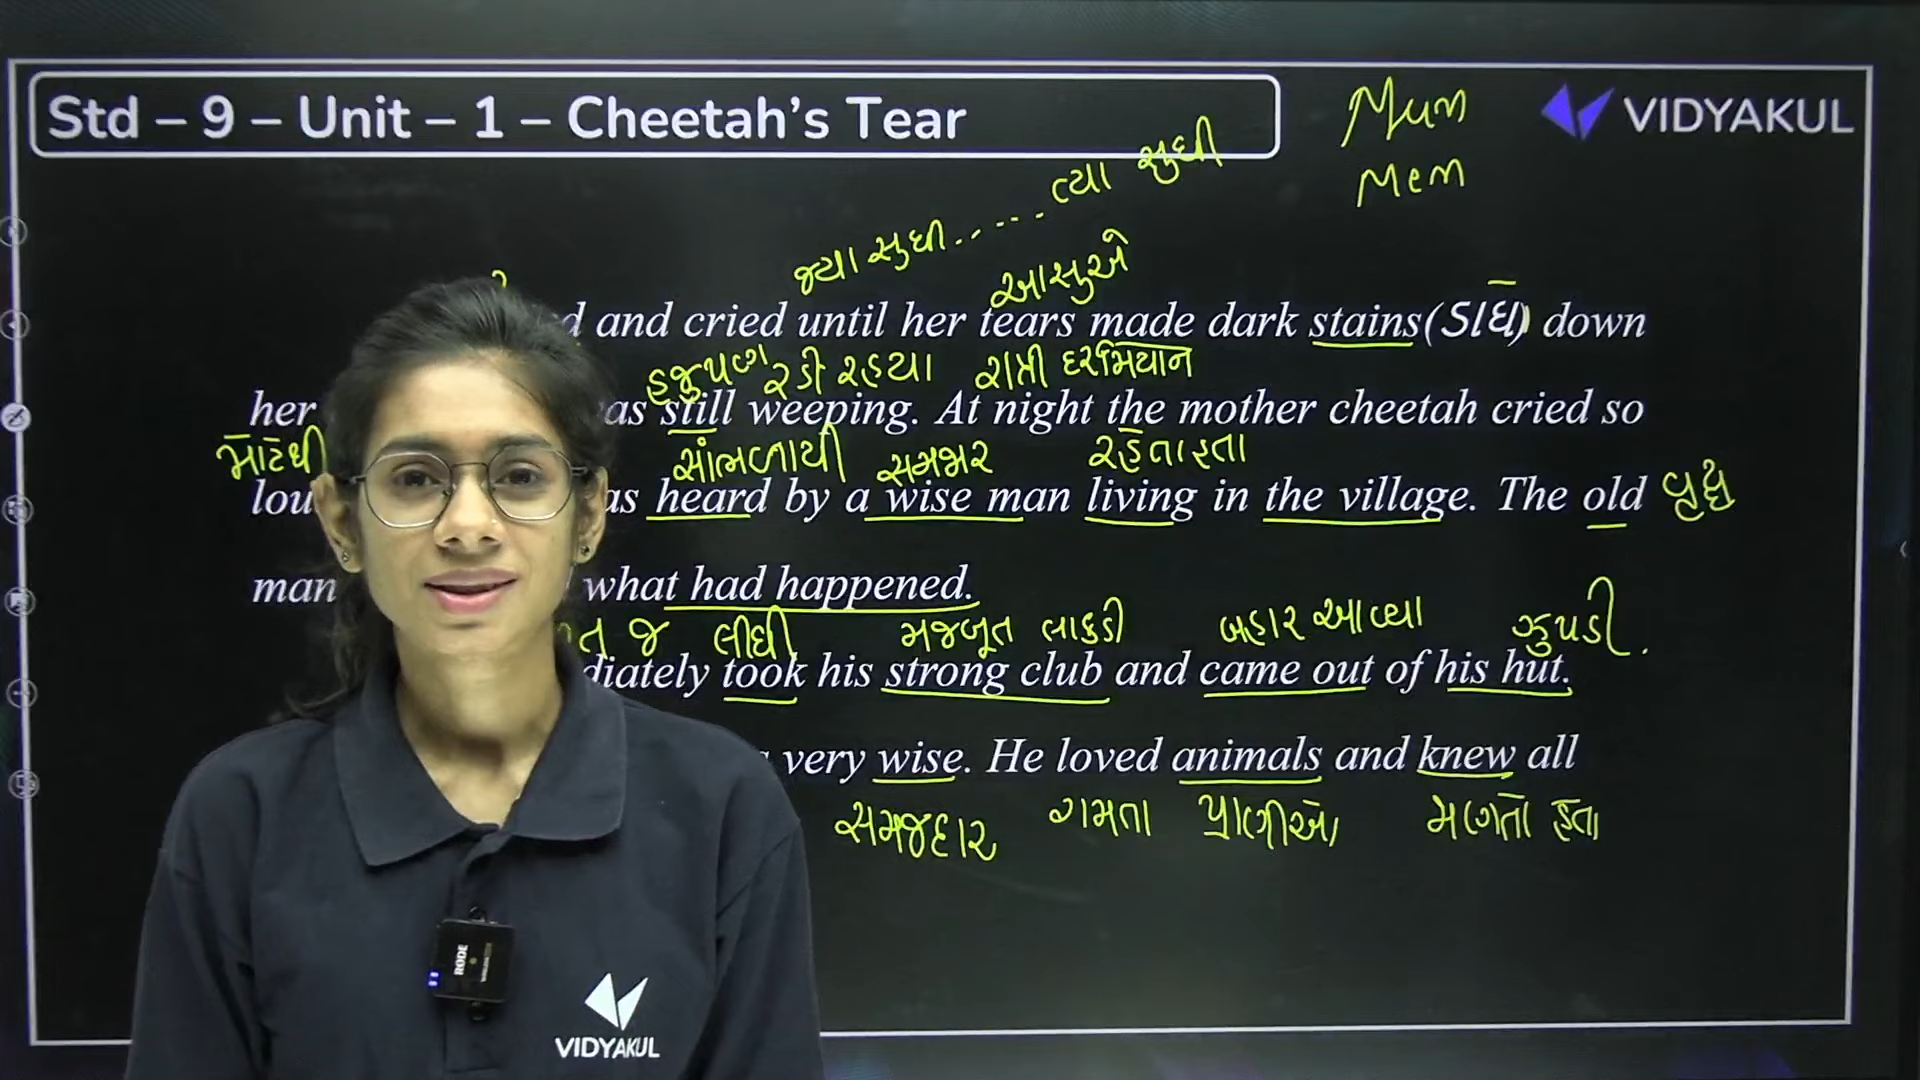 Std – 9 – Unit – 1 – Cheetah's Tear
Mum
Mem
VIDYAKUL
ત્યા સુધી
જ્યા સુધી......
આસુએ
and cried until her tears made dark stains(ડાઘ) down
હજુપણ રડી રહયા રાત્રી દરમિયાન
her as still weeping. At night the mother cheetah cried so
મોટેથી સાંભળાયી સમજદાર રહેતાહતા
lou as heard by a wise man living in the village. The old વૃદ્ધ
man what had happened.
ત જ લીધી મજબૂત લાકડી બહાર આવ્યા ઝુપડી.
diately took his strong club and came out of his hut.
very wise. He loved animals and knew all
સમજદાર ગમતા પ્રાણીઓ જાણતા હતા
RODE
VIDYAKUL